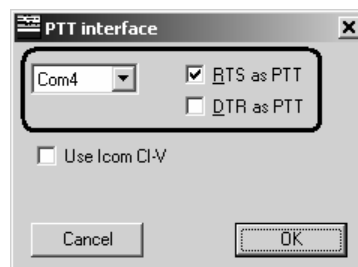 PTT interface
Com4
RTS as PTT
DTR as PTT
Use Icom CI-V
Cancel
OK